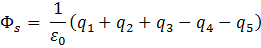 Φₛ = 1/ε₀ (q₁ + q₂ + q₃ − q₄ − q₅)